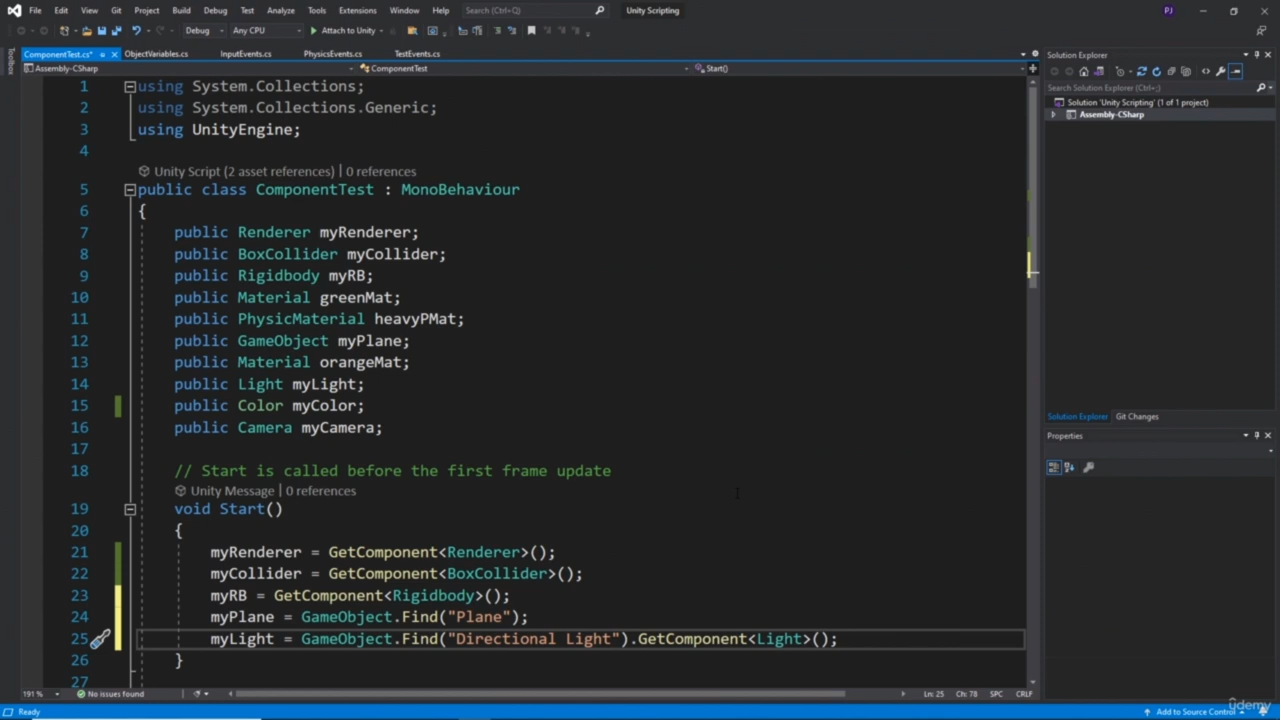 File Edit View Git Project Build Debug Test Analyze Tools Extensions Window Help Search (Ctrl+Q) Unity Scripting PJ
Debug Any CPU Attach to Unity
ComponentTest.cs* ObjectVariables.cs InputEvents.cs PhysicsEvents.cs TestEvents.cs
Assembly-CSharp ComponentTest Start()
Toolbox
1 using System.Collections;
2 using System.Collections.Generic;
3 using UnityEngine;
4
Unity Script (2 asset references) | 0 references
5 public class ComponentTest : MonoBehaviour
6 {
7 public Renderer myRenderer;
8 public BoxCollider myCollider;
9 public Rigidbody myRB;
10 public Material greenMat;
11 public PhysicMaterial heavyPMat;
12 public GameObject myPlane;
13 public Material orangeMat;
14 public Light myLight;
15 public Color myColor;
16 public Camera myCamera;
17
18 // Start is called before the first frame update
Unity Message | 0 references
19 void Start()
20 {
21 myRenderer = GetComponent<Renderer>();
22 myCollider = GetComponent<BoxCollider>();
23 myRB = GetComponent<Rigidbody>();
24 myPlane = GameObject.Find("Plane");
25 myLight = GameObject.Find("Directional Light").GetComponent<Light>();
26 }
27
191 % No issues found Ln: 25 Ch: 78 SPC CRLF
Solution Explorer
Search Solution Explorer (Ctrl+;)
Solution 'Unity Scripting' (1 of 1 project)
Assembly-CSharp
Solution Explorer Git Changes
Properties
Ready Add to Source Control
udemy